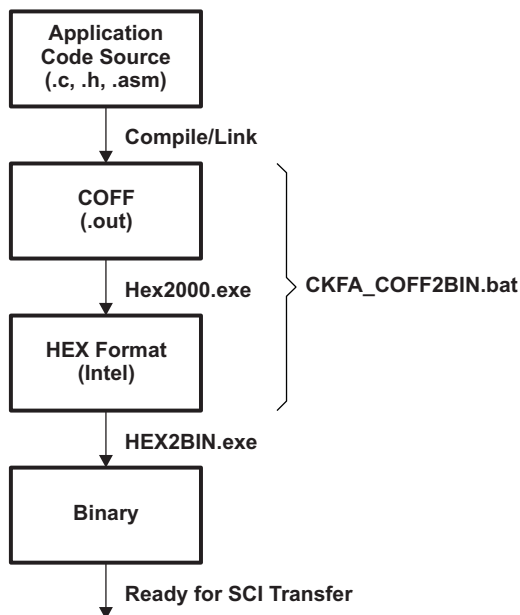 Application
Code Source
(.c, .h, .asm)
Compile/Link
COFF
(.out)
Hex2000.exe
CKFA_COFF2BIN.bat
HEX Format
(Intel)
HEX2BIN.exe
Binary
Ready for SCI Transfer